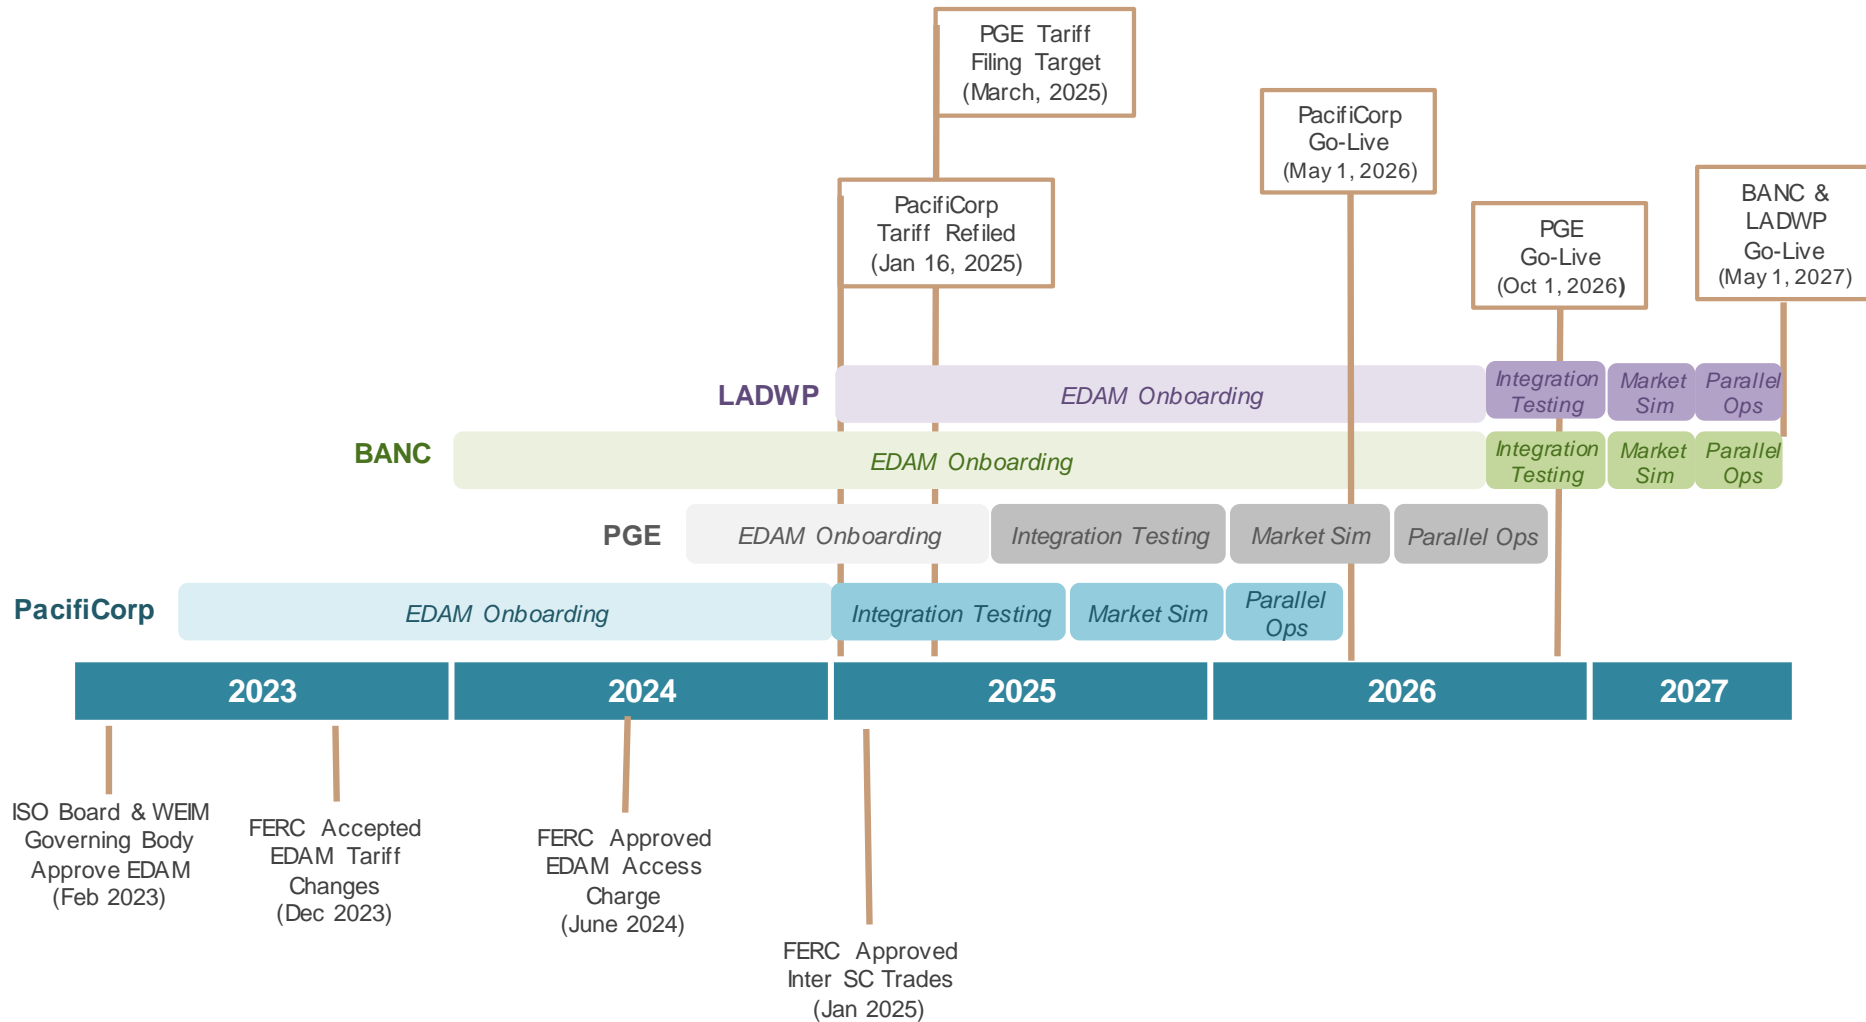 PGE Tariff
Filing Target
(March, 2025)
PacifiCorp
Go-Live
(May 1, 2026)
PacifiCorp
Tariff Refiled
(Jan 16, 2025)
BANC &
LADWP
Go-Live
(May 1, 2027)
PGE
Go-Live
(Oct 1, 2026)
LADWP
EDAM Onboarding
Integration
Testing
Market
Sim
Parallel
Ops
BANC
EDAM Onboarding
Integration
Testing
Market
Sim
Parallel
Ops
PGE
EDAM Onboarding
Integration Testing
Market Sim
Parallel Ops
PacifiCorp
EDAM Onboarding
Integration Testing
Market Sim
Parallel
Ops
2023
2024
2025
2026
2027
ISO Board & WEIM
Governing Body
Approve EDAM
(Feb 2023)
FERC Accepted
EDAM Tariff
Changes
(Dec 2023)
FERC Approved
EDAM Access
Charge
(June 2024)
FERC Approved
Inter SC Trades
(Jan 2025)